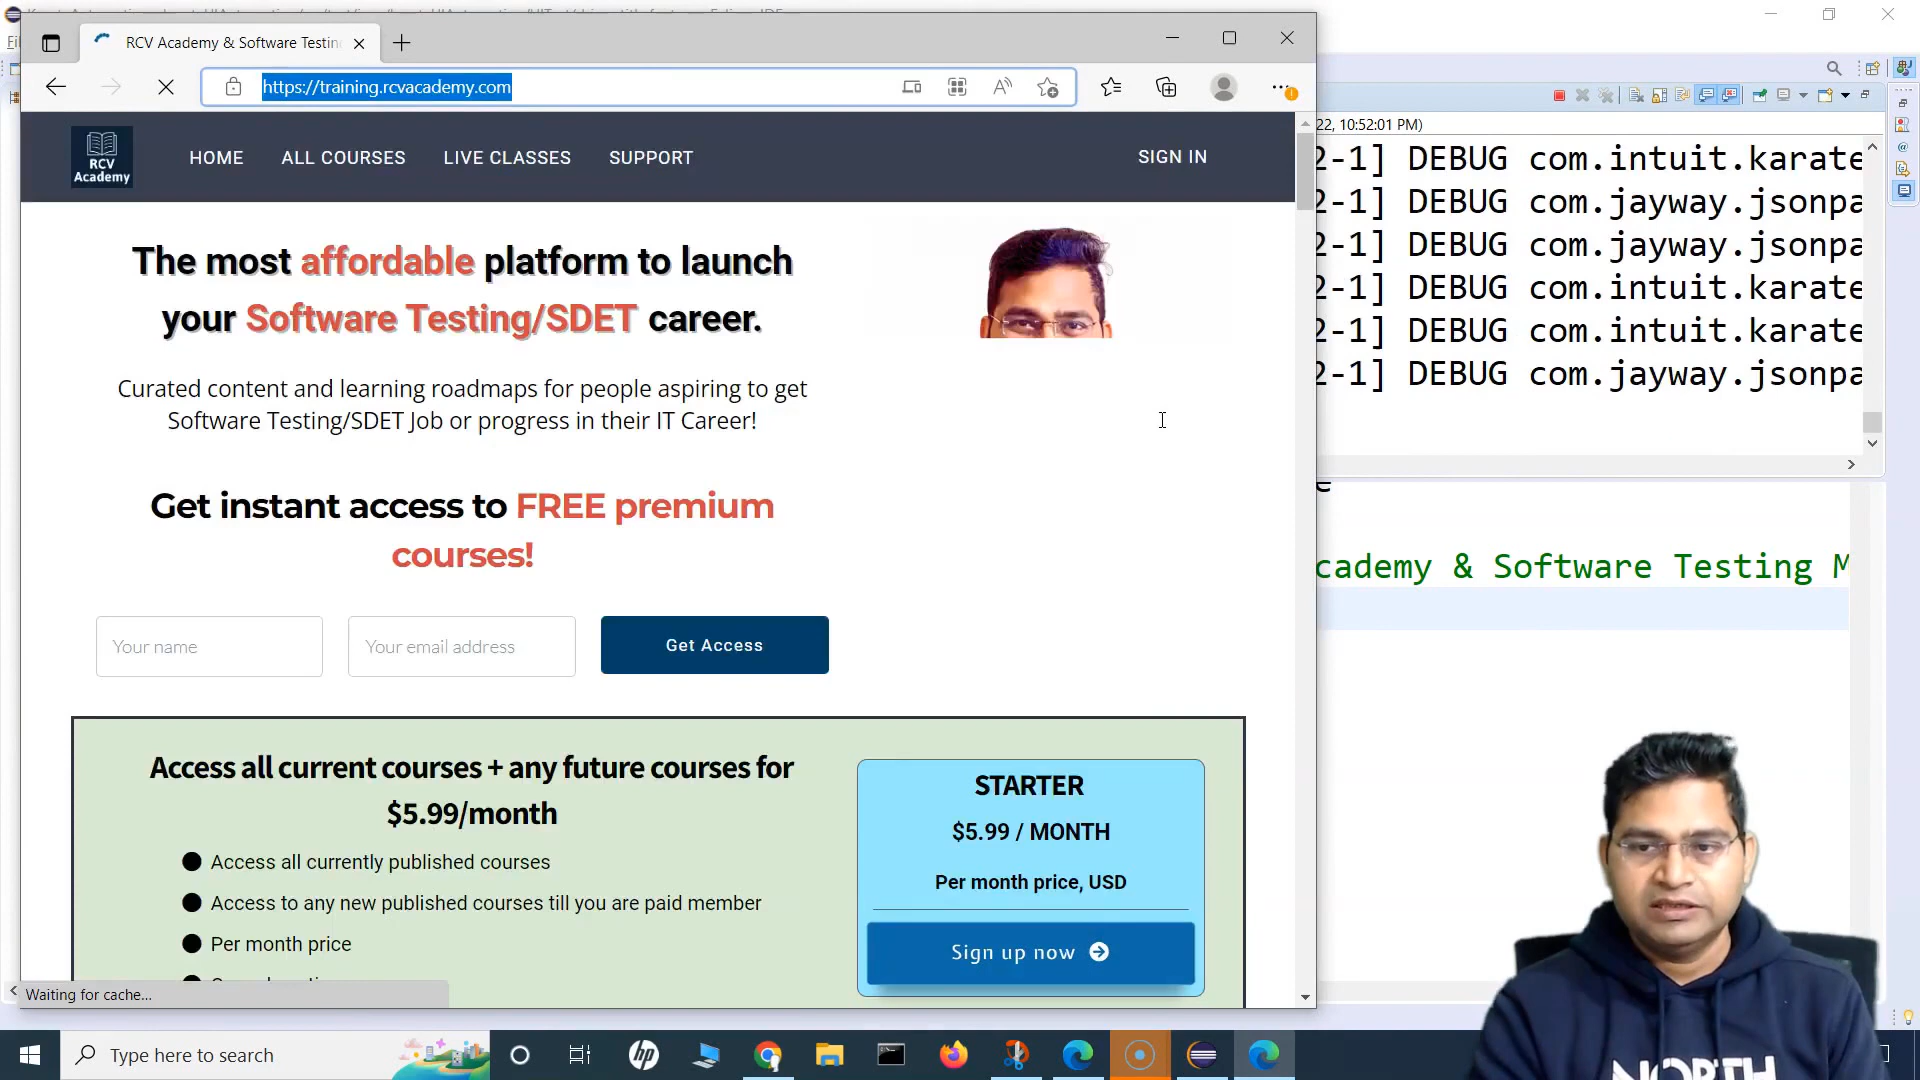 RCV Academy & Software Testin
https://training.rcvacademy.com
RCV
Academy
HOME
ALL COURSES
LIVE CLASSES
SUPPORT
SIGN IN
The most affordable platform to launch
your Software Testing/SDET career.
Curated content and learning roadmaps for people aspiring to get
Software Testing/SDET Job or progress in their IT Career!
Get instant access to FREE premium
courses!
Your name
Your email address
Get Access
Access all current courses + any future courses for
$5.99/month
Access all currently published courses
Access to any new published courses till you are paid member
Per month price
STARTER
$5.99 / MONTH
Per month price, USD
Sign up now
Waiting for cache...
22, 10:52:01 PM)
2-1] DEBUG com.intuit.karate
2-1] DEBUG com.jayway.jsonpa
2-1] DEBUG com.jayway.jsonpa
2-1] DEBUG com.intuit.karate
2-1] DEBUG com.intuit.karate
2-1] DEBUG com.jayway.jsonpa
cademy & Software Testing M
NORTH
Type here to search
hp